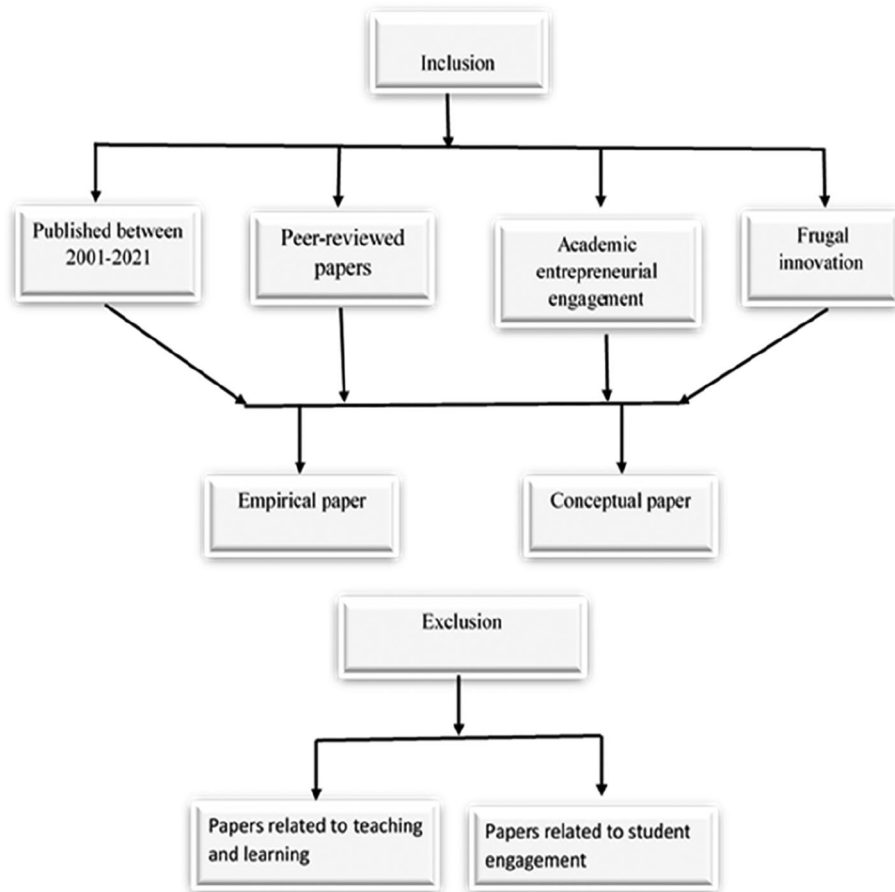 Inclusion
Published between
2001-2021
Peer-reviewed
papers
Academic
entrepreneurial
engagement
Frugal
innovation
Empirical paper
Conceptual paper
Exclusion
Papers related to teaching
and learning
Papers related to student
engagement